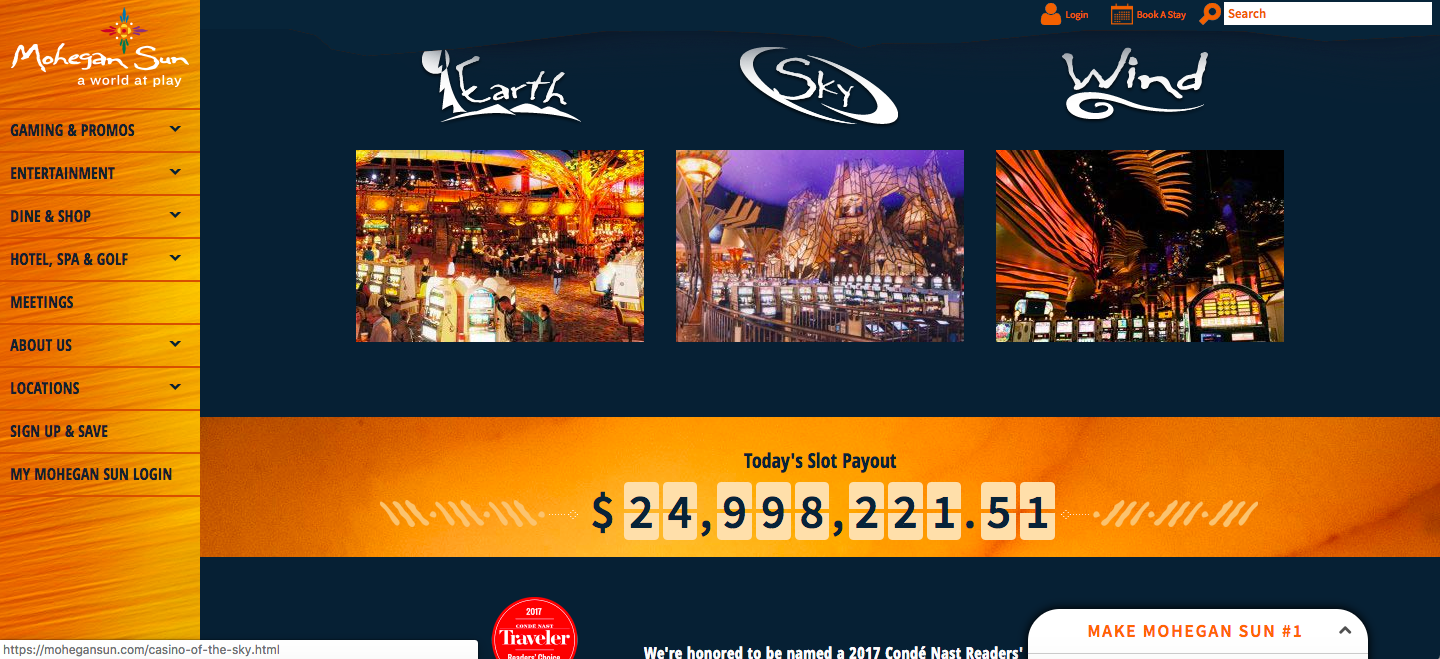 Mohegan Sun
a world at play
GAMING & PROMOS
ENTERTAINMENT
DINE & SHOP
HOTEL, SPA & GOLF
MEETINGS
ABOUT US
LOCATIONS
SIGN UP & SAVE
MY MOHEGAN SUN LOGIN
Login
Book A Stay
Search
Earth
Sky
Wind
Today's Slot Payout
$24,998,221.51
2017
CONDÉ NAST
Traveler
Readers' Choice
We're honored to be named a 2017 Condé Nast Readers'
MAKE MOHEGAN SUN #1
https://mohegansun.com/casino-of-the-sky.html